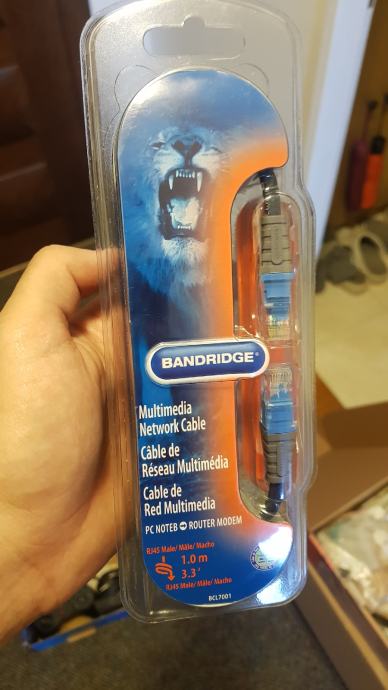 BANDRIDGE®
Multimedia
Network Cable
Câble de
Réseau Multimédia
Cable de
Red Multimedia
PC NOTEB ➡ ROUTER MODEM
RJ45 Male/ Mâle/ Macho
1.0 m
3.3'
RJ45 Male/ Mâle/ Macho
BCL7001